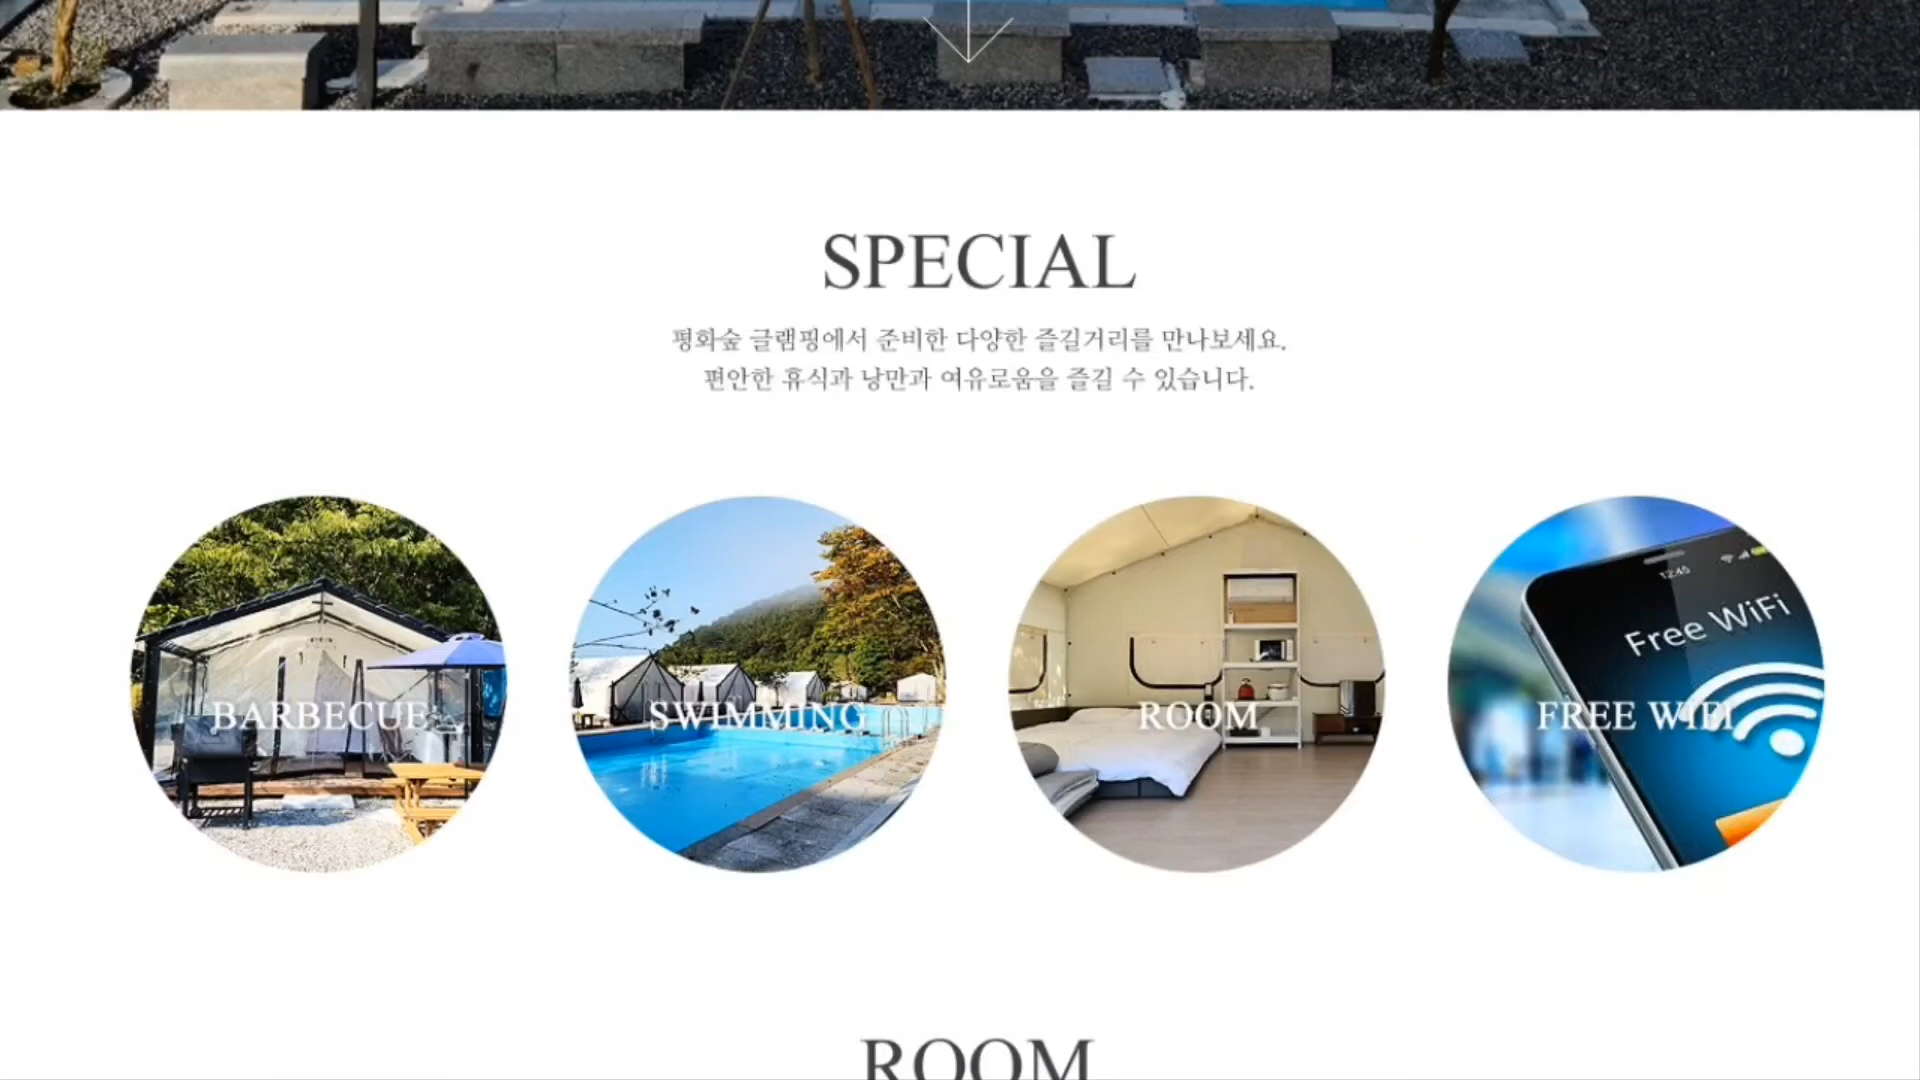 SPECIAL
평화숲 글램핑에서 준비한 다양한 즐길거리를 만나보세요.
편안한 휴식과 낭만과 여유로움을 즐길 수 있습니다.
BARBECUE
SWIMMING
ROOM
12:45
Free WiFi
FREE WIFI
ROOM